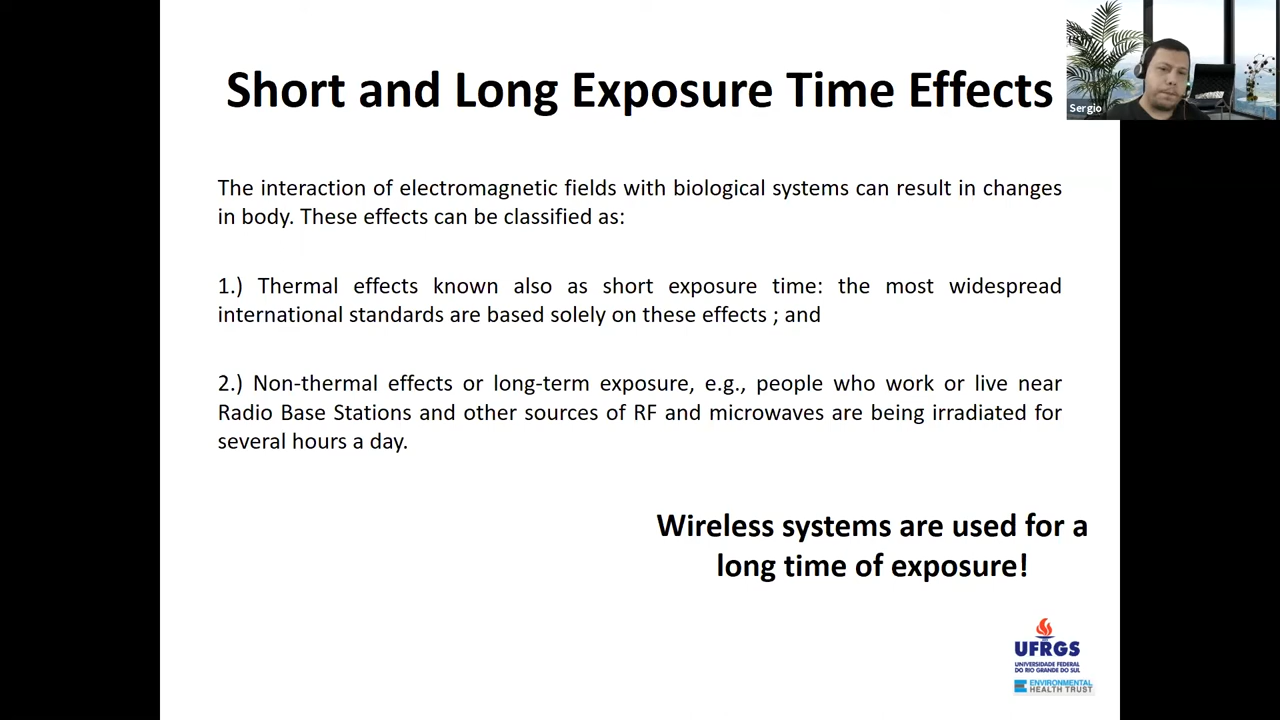 Short and Long Exposure Time Effects
Sergio
The interaction of electromagnetic fields with biological systems can result in changes
in body. These effects can be classified as:
1.) Thermal effects known also as short exposure time: the most widespread
international standards are based solely on these effects ; and
2.) Non-thermal effects or long-term exposure, e.g., people who work or live near
Radio Base Stations and other sources of RF and microwaves are being irradiated for
several hours a day.
Wireless systems are used for a
long time of exposure!
UFRGS
UNIVERSIDADE FEDERAL
DO RIO GRANDE DO SUL
ENVIRONMENTAL
HEALTH TRUST